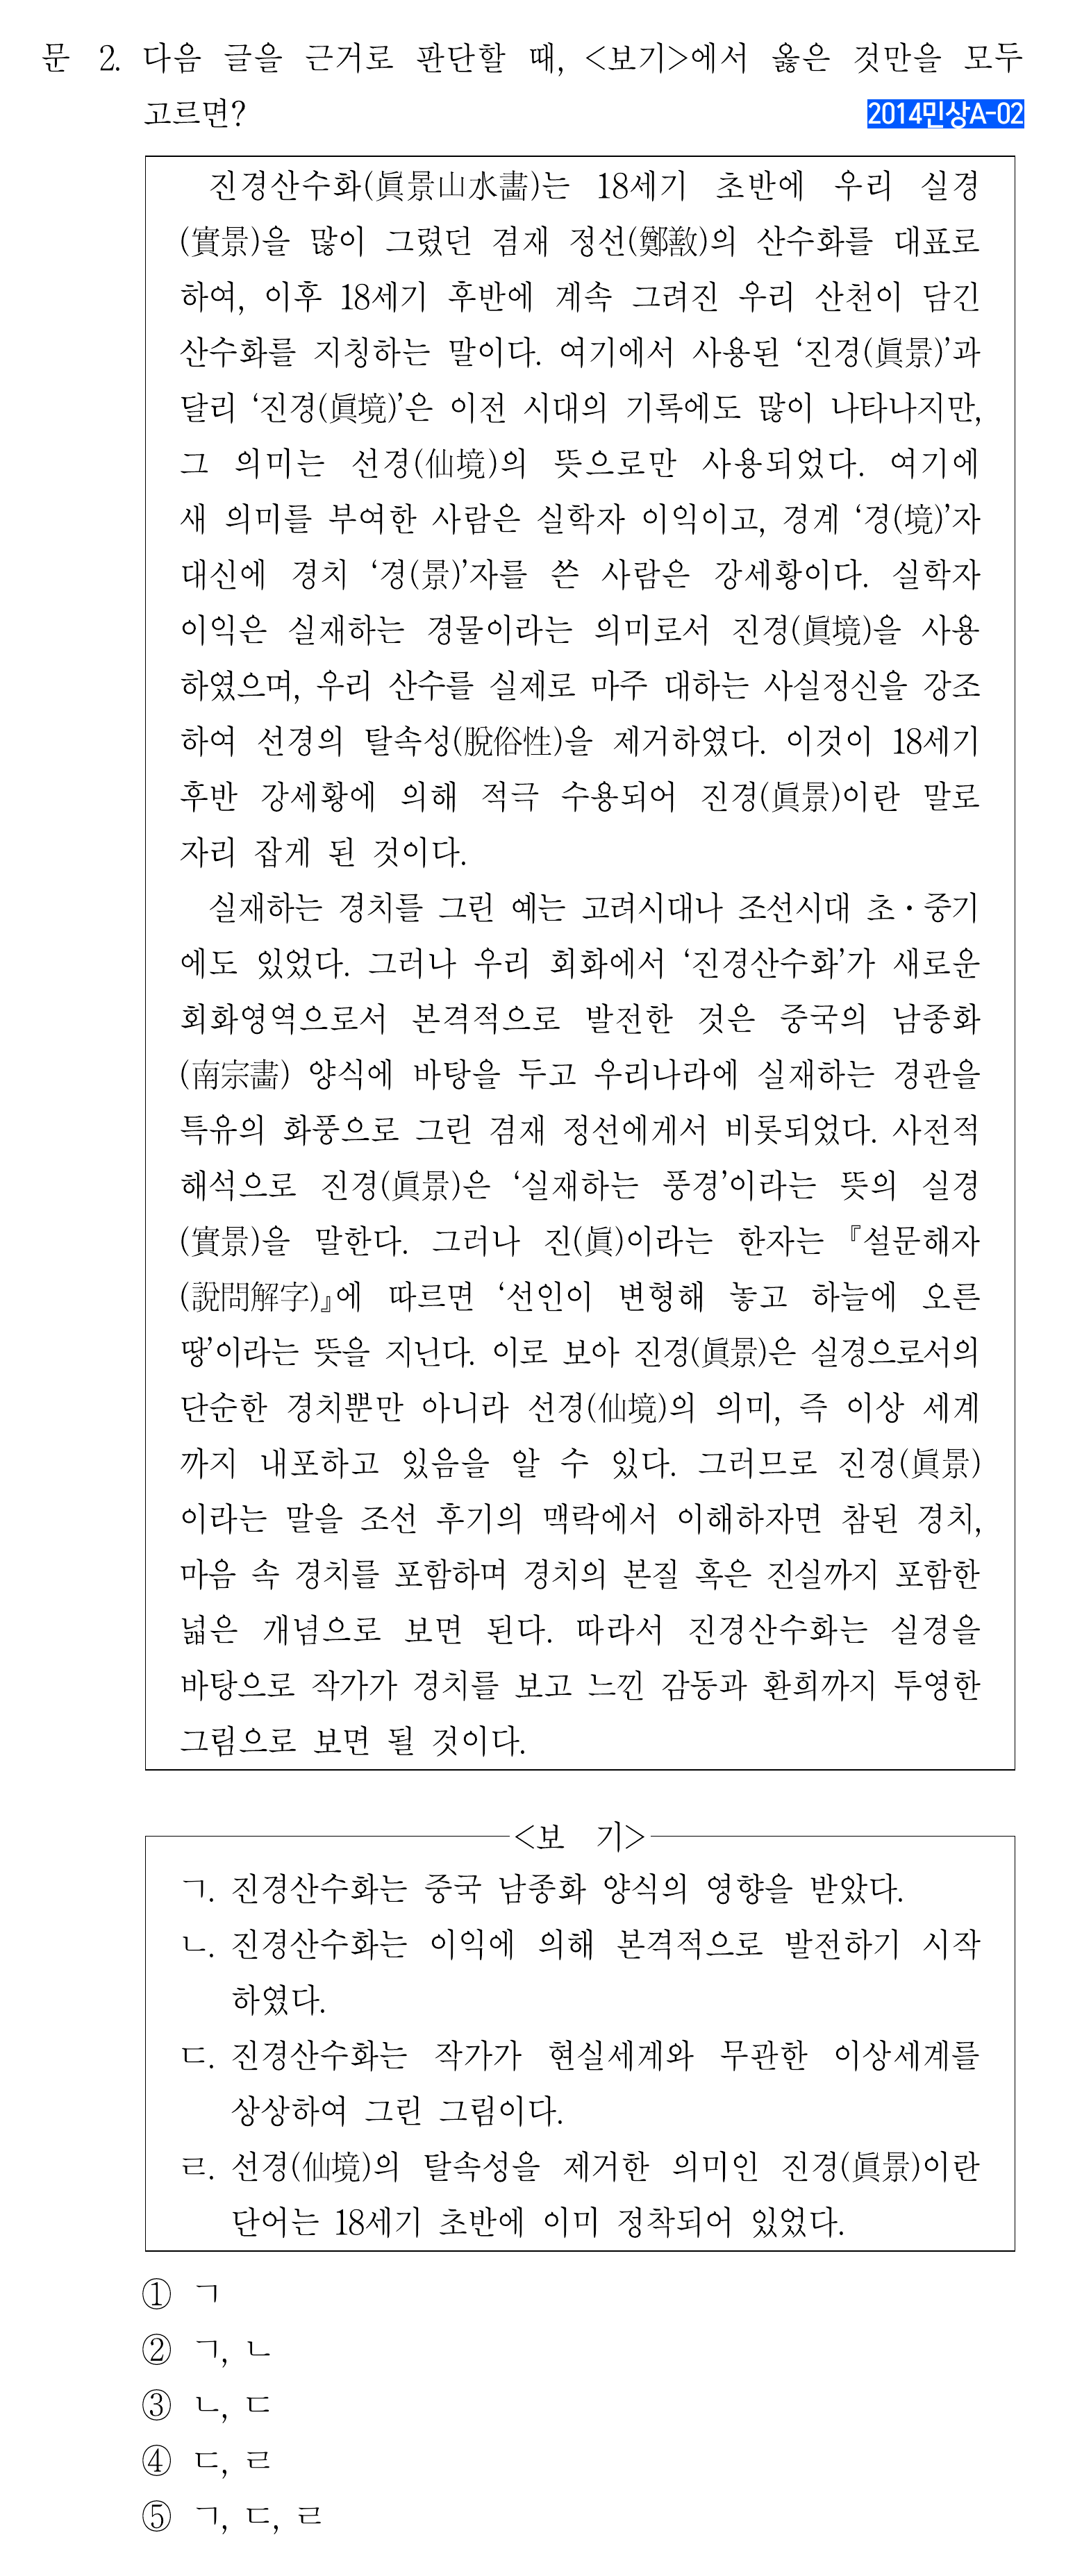 문 2. 다음 글을 근거로 판단할 때, <보기>에서 옳은 것만을 모두
고르면? 2014민상A-02
진경산수화(眞景山水畵)는 18세기 초반에 우리 실경
(實景)을 많이 그렸던 겸재 정선(鄭敾)의 산수화를 대표로
하여, 이후 18세기 후반에 계속 그려진 우리 산천이 담긴
산수화를 지칭하는 말이다. 여기에서 사용된 ‘진경(眞景)’과
달리 ‘진경(眞境)’은 이전 시대의 기록에도 많이 나타나지만,
그 의미는 선경(仙境)의 뜻으로만 사용되었다. 여기에
새 의미를 부여한 사람은 실학자 이익이고, 경계 ‘경(境)’자
대신에 경치 ‘경(景)’자를 쓴 사람은 강세황이다. 실학자
이익은 실재하는 경물이라는 의미로서 진경(眞境)을 사용
하였으며, 우리 산수를 실제로 마주 대하는 사실정신을 강조
하여 선경의 탈속성(脫俗性)을 제거하였다. 이것이 18세기
후반 강세황에 의해 적극 수용되어 진경(眞景)이란 말로
자리 잡게 된 것이다.
실재하는 경치를 그린 예는 고려시대나 조선시대 초·중기
에도 있었다. 그러나 우리 회화에서 ‘진경산수화’가 새로운
회화영역으로서 본격적으로 발전한 것은 중국의 남종화
(南宗畵) 양식에 바탕을 두고 우리나라에 실재하는 경관을
특유의 화풍으로 그린 겸재 정선에게서 비롯되었다. 사전적
해석으로 진경(眞景)은 ‘실재하는 풍경’이라는 뜻의 실경
(實景)을 말한다. 그러나 진(眞)이라는 한자는 『설문해자
(說問解字)』에 따르면 ‘선인이 변형해 놓고 하늘에 오른
땅’이라는 뜻을 지닌다. 이로 보아 진경(眞景)은 실경으로서의
단순한 경치뿐만 아니라 선경(仙境)의 의미, 즉 이상 세계
까지 내포하고 있음을 알 수 있다. 그러므로 진경(眞景)
이라는 말을 조선 후기의 맥락에서 이해하자면 참된 경치,
마음 속 경치를 포함하며 경치의 본질 혹은 진실까지 포함한
넓은 개념으로 보면 된다. 따라서 진경산수화는 실경을
바탕으로 작가가 경치를 보고 느낀 감동과 환희까지 투영한
그림으로 보면 될 것이다.
<보 기>
ㄱ. 진경산수화는 중국 남종화 양식의 영향을 받았다.
ㄴ. 진경산수화는 이익에 의해 본격적으로 발전하기 시작
하였다.
ㄷ. 진경산수화는 작가가 현실세계와 무관한 이상세계를
상상하여 그린 그림이다.
ㄹ. 선경(仙境)의 탈속성을 제거한 의미인 진경(眞景)이란
단어는 18세기 초반에 이미 정착되어 있었다.
① ㄱ
② ㄱ, ㄴ
③ ㄴ, ㄷ
④ ㄷ, ㄹ
⑤ ㄱ, ㄷ, ㄹ